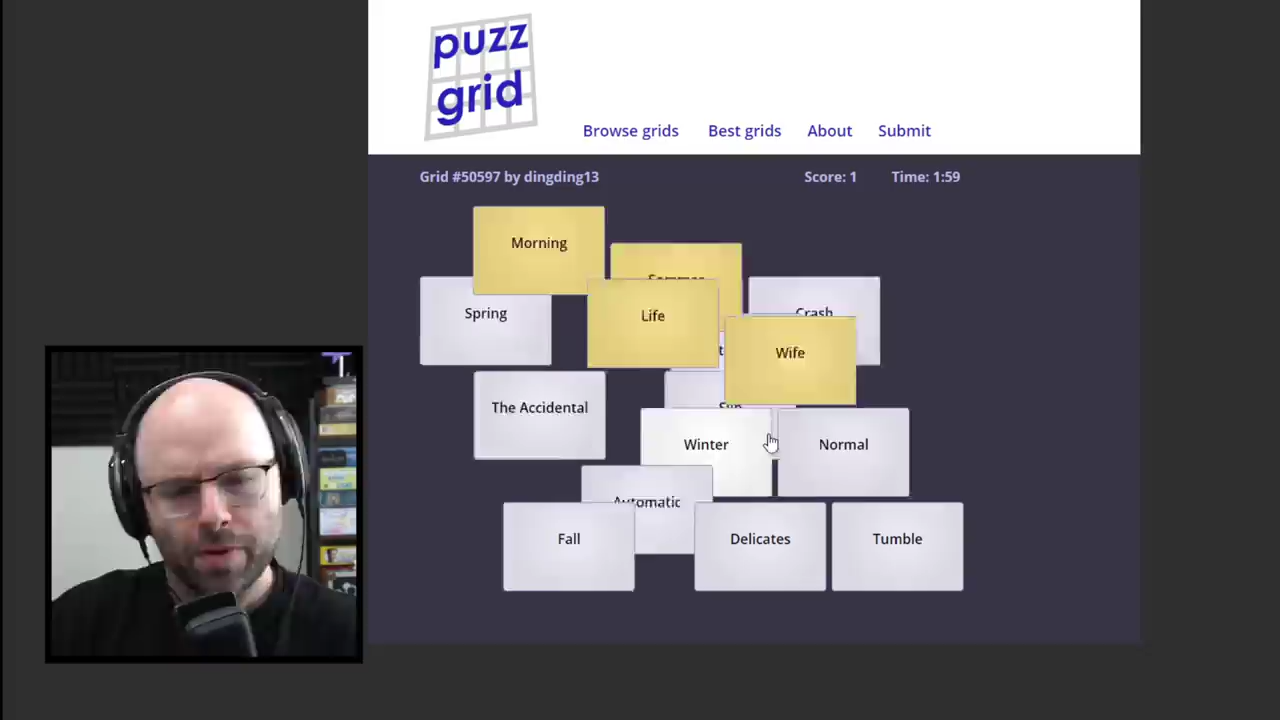 puzz
grid
Browse grids
Best grids
About
Submit
Grid #50597 by dingding13
Score: 1
Time: 1:59
Morning
Spring
Life
Crash
Wife
The Accidental
Winter
Normal
Automatic
Fall
Delicates
Tumble